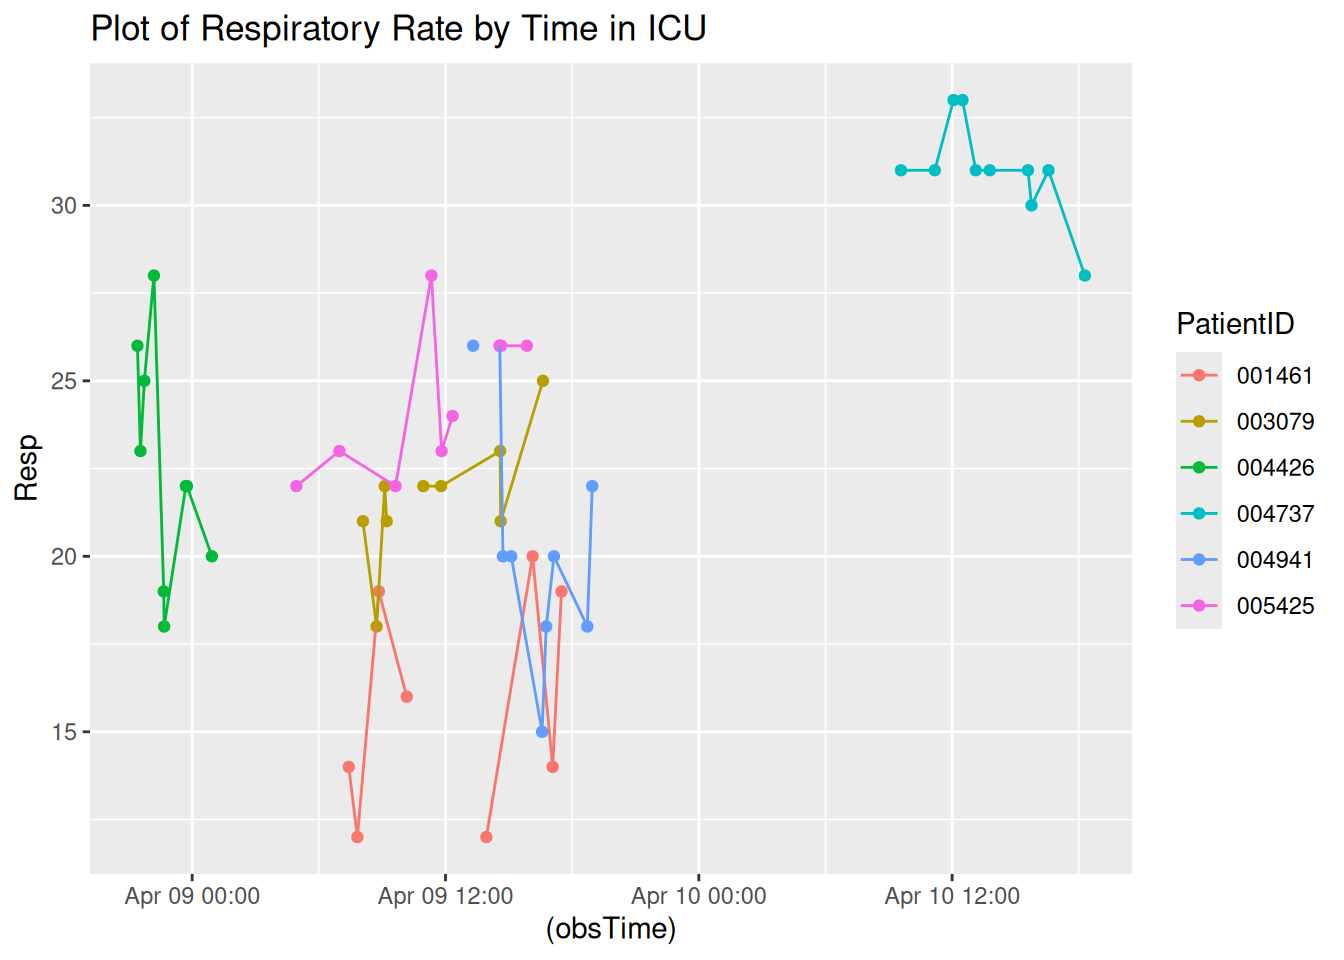 Plot of Respiratory Rate by Time in ICU
Resp
30
25
20
15
Apr 09 00:00
Apr 09 12:00
Apr 10 00:00
Apr 10 12:00
(obsTime)
PatientID
001461
003079
004426
004737
004941
005425